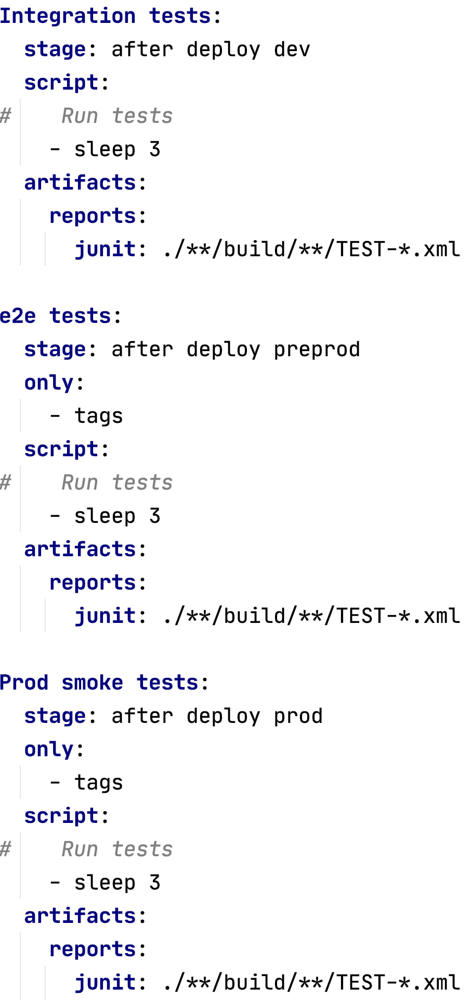 Integration tests:
  stage: after deploy dev
  script:
#    Run tests
    - sleep 3
  artifacts:
    reports:
      junit: ./**/build/**/TEST-*.xml

e2e tests:
  stage: after deploy preprod
  only:
    - tags
  script:
#    Run tests
    - sleep 3
  artifacts:
    reports:
      junit: ./**/build/**/TEST-*.xml

Prod smoke tests:
  stage: after deploy prod
  only:
    - tags
  script:
#    Run tests
    - sleep 3
  artifacts:
    reports:
      junit: ./**/build/**/TEST-*.xml